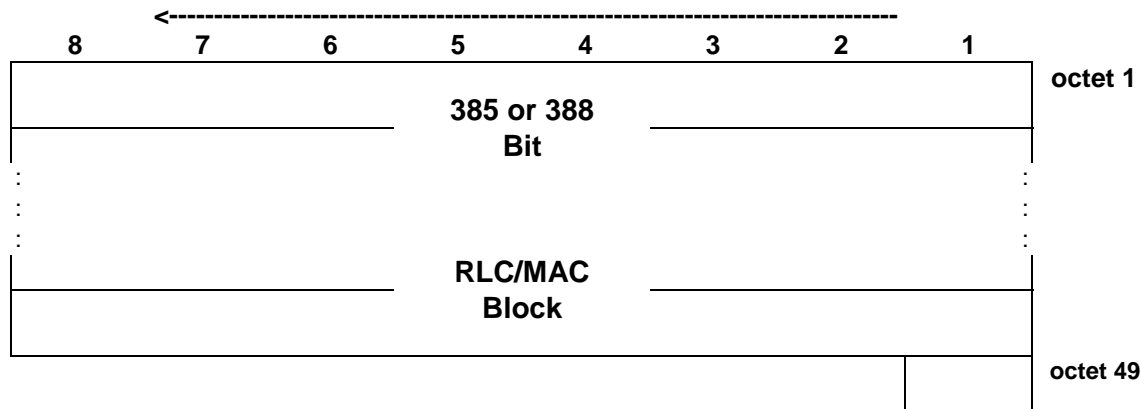 <--------------------------------------------------------------------------------
8 7 6 5 4 3 2 1
octet 1
385 or 388
Bit
: :
: :
: :
RLC/MAC
Block
octet 49